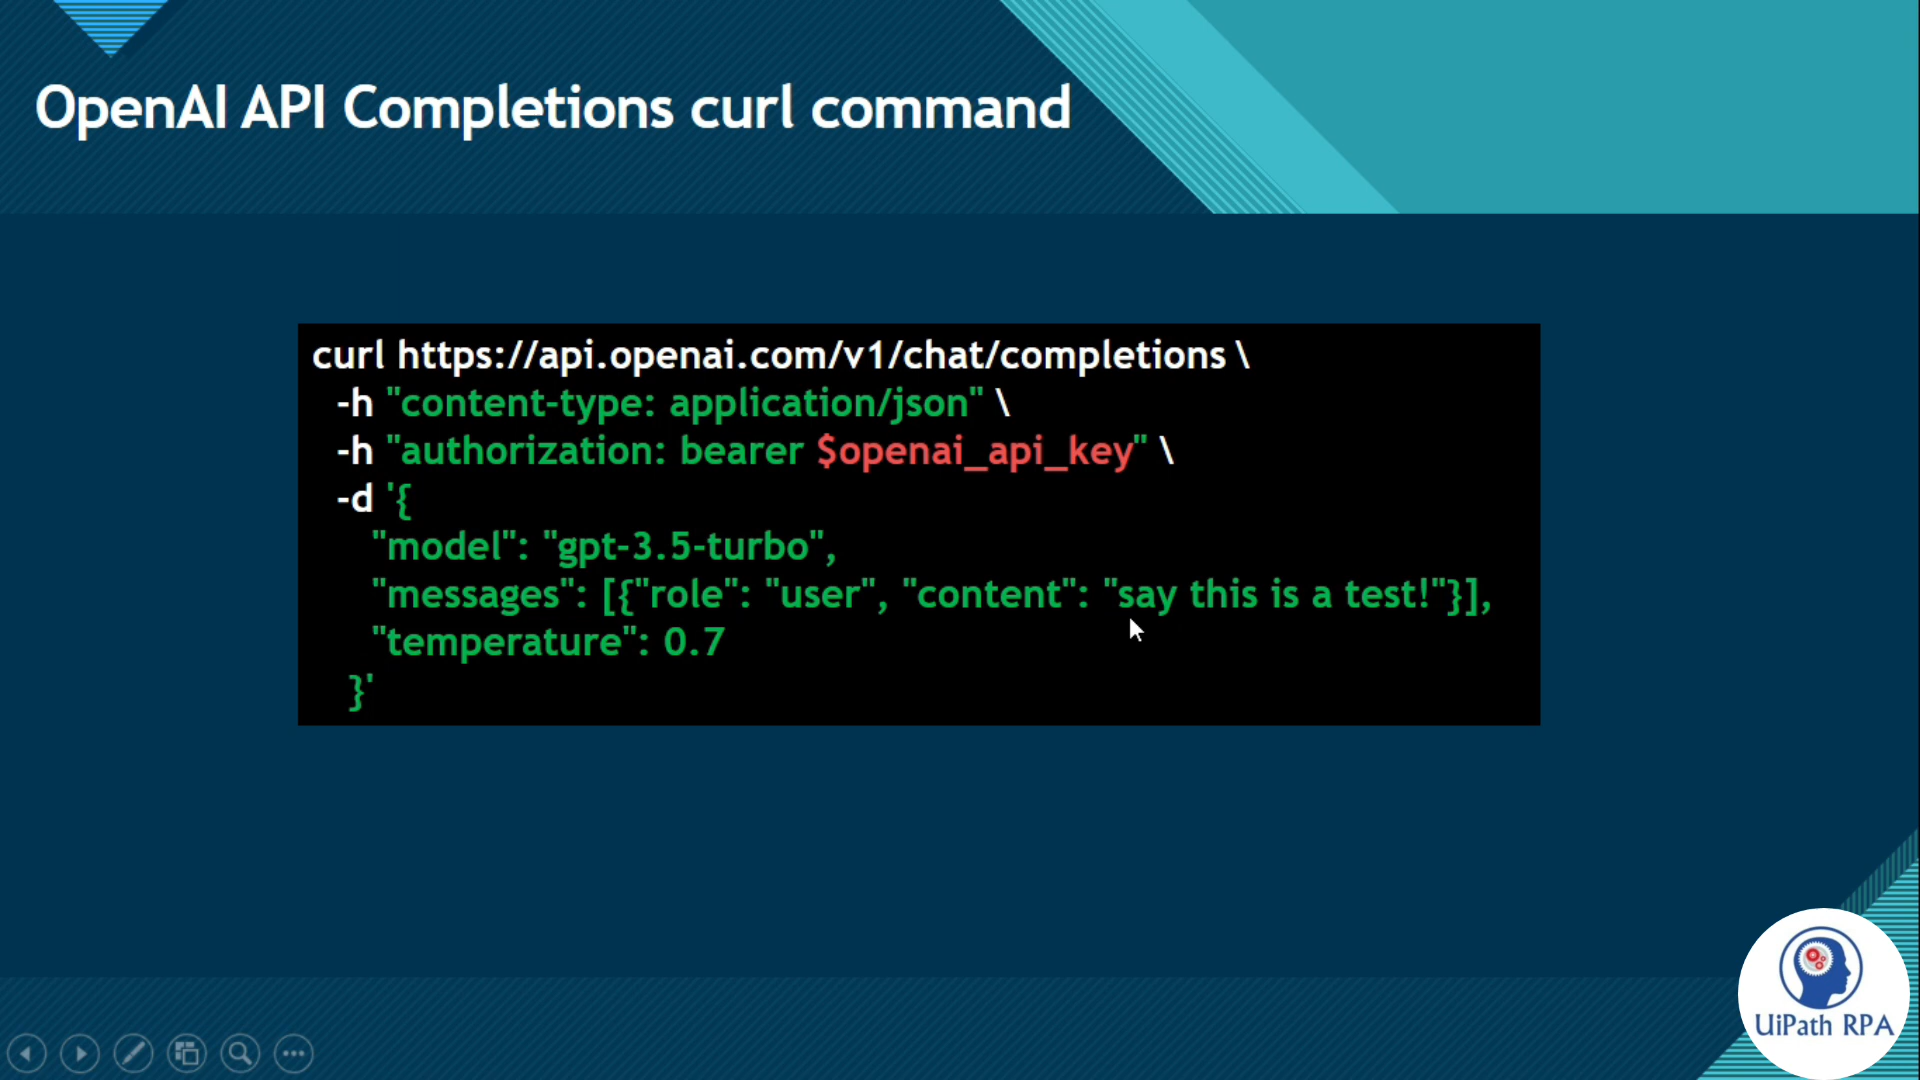 OpenAI API Completions curl command
curl https://api.openai.com/v1/chat/completions \
-h "content-type: application/json" \
-h "authorization: bearer $openai_api_key" \
-d '{
"model": "gpt-3.5-turbo",
"messages": [{"role": "user", "content": "say this is a test!"}],
"temperature": 0.7
}'
UiPath RPA